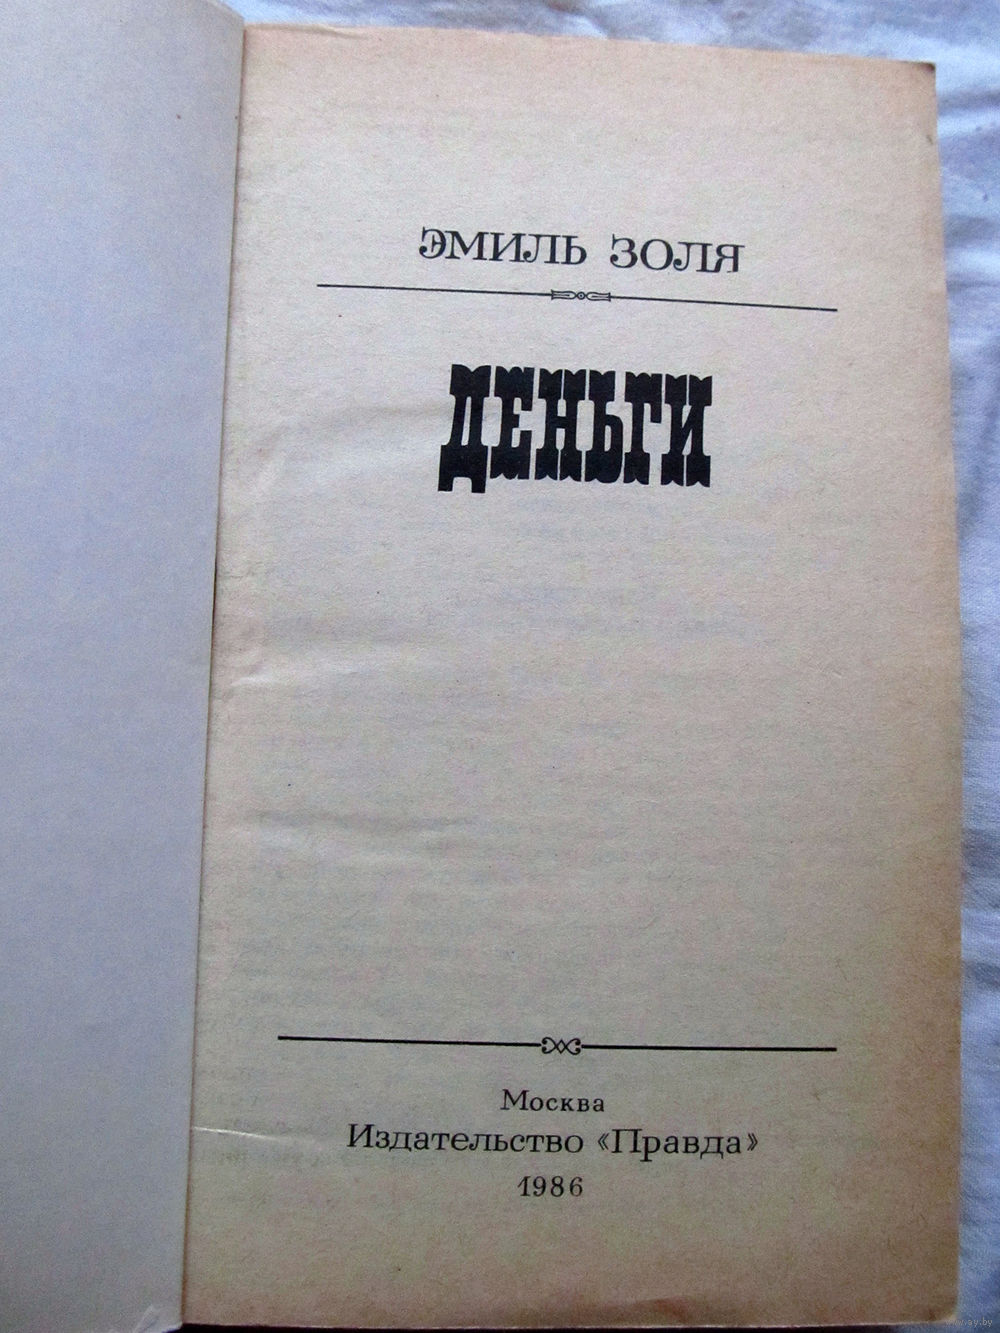 ЭМИЛЬ ЗОЛЯ
ДЕНЬГИ
Москва
Издательство «Правда»
1986